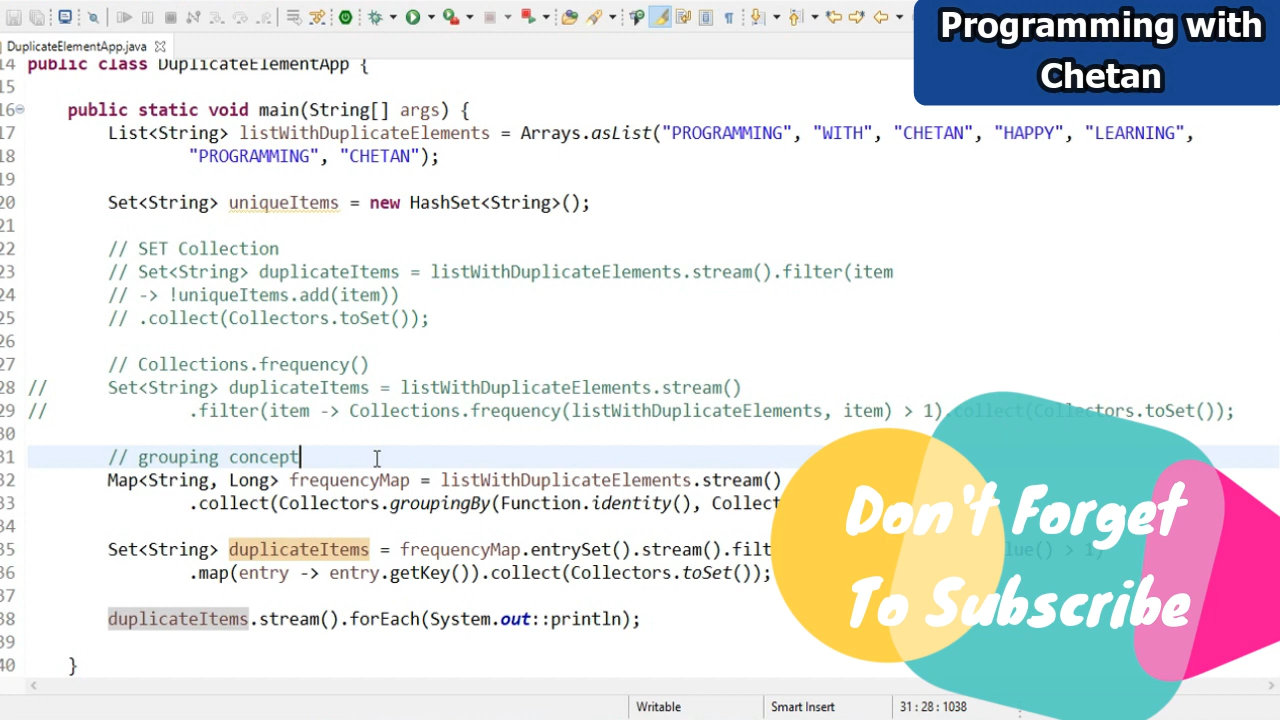 Programming with
Chetan
DuplicateElementApp.java
14 public class DuplicateElementApp {
15
16 public static void main(String[] args) {
17 List<String> listWithDuplicateElements = Arrays.asList("PROGRAMMING", "WITH", "CHETAN", "HAPPY", "LEARNING",
18 "PROGRAMMING", "CHETAN");
19
20 Set<String> uniqueItems = new HashSet<String>();
21
22 // SET Collection
23 // Set<String> duplicateItems = listWithDuplicateElements.stream().filter(item
24 // -> !uniqueItems.add(item))
25 // .collect(Collectors.toSet());
26
27 // Collections.frequency()
28 // Set<String> duplicateItems = listWithDuplicateElements.stream()
29 // .filter(item -> Collections.frequency(listWithDuplicateElements, item) > 1).collect(Collectors.toSet());
30
31 // grouping concept
32 Map<String, Long> frequencyMap = listWithDuplicateElements.stream()
33 .collect(Collectors.groupingBy(Function.identity(), Collect
34
35 Set<String> duplicateItems = frequencyMap.entrySet().stream().filt lue() > 1)
36 .map(entry -> entry.getKey()).collect(Collectors.toSet());
37
38 duplicateItems.stream().forEach(System.out::println);
39
40 }
Don't Forget
To Subscribe
Writable Smart Insert 31 : 28 : 1038